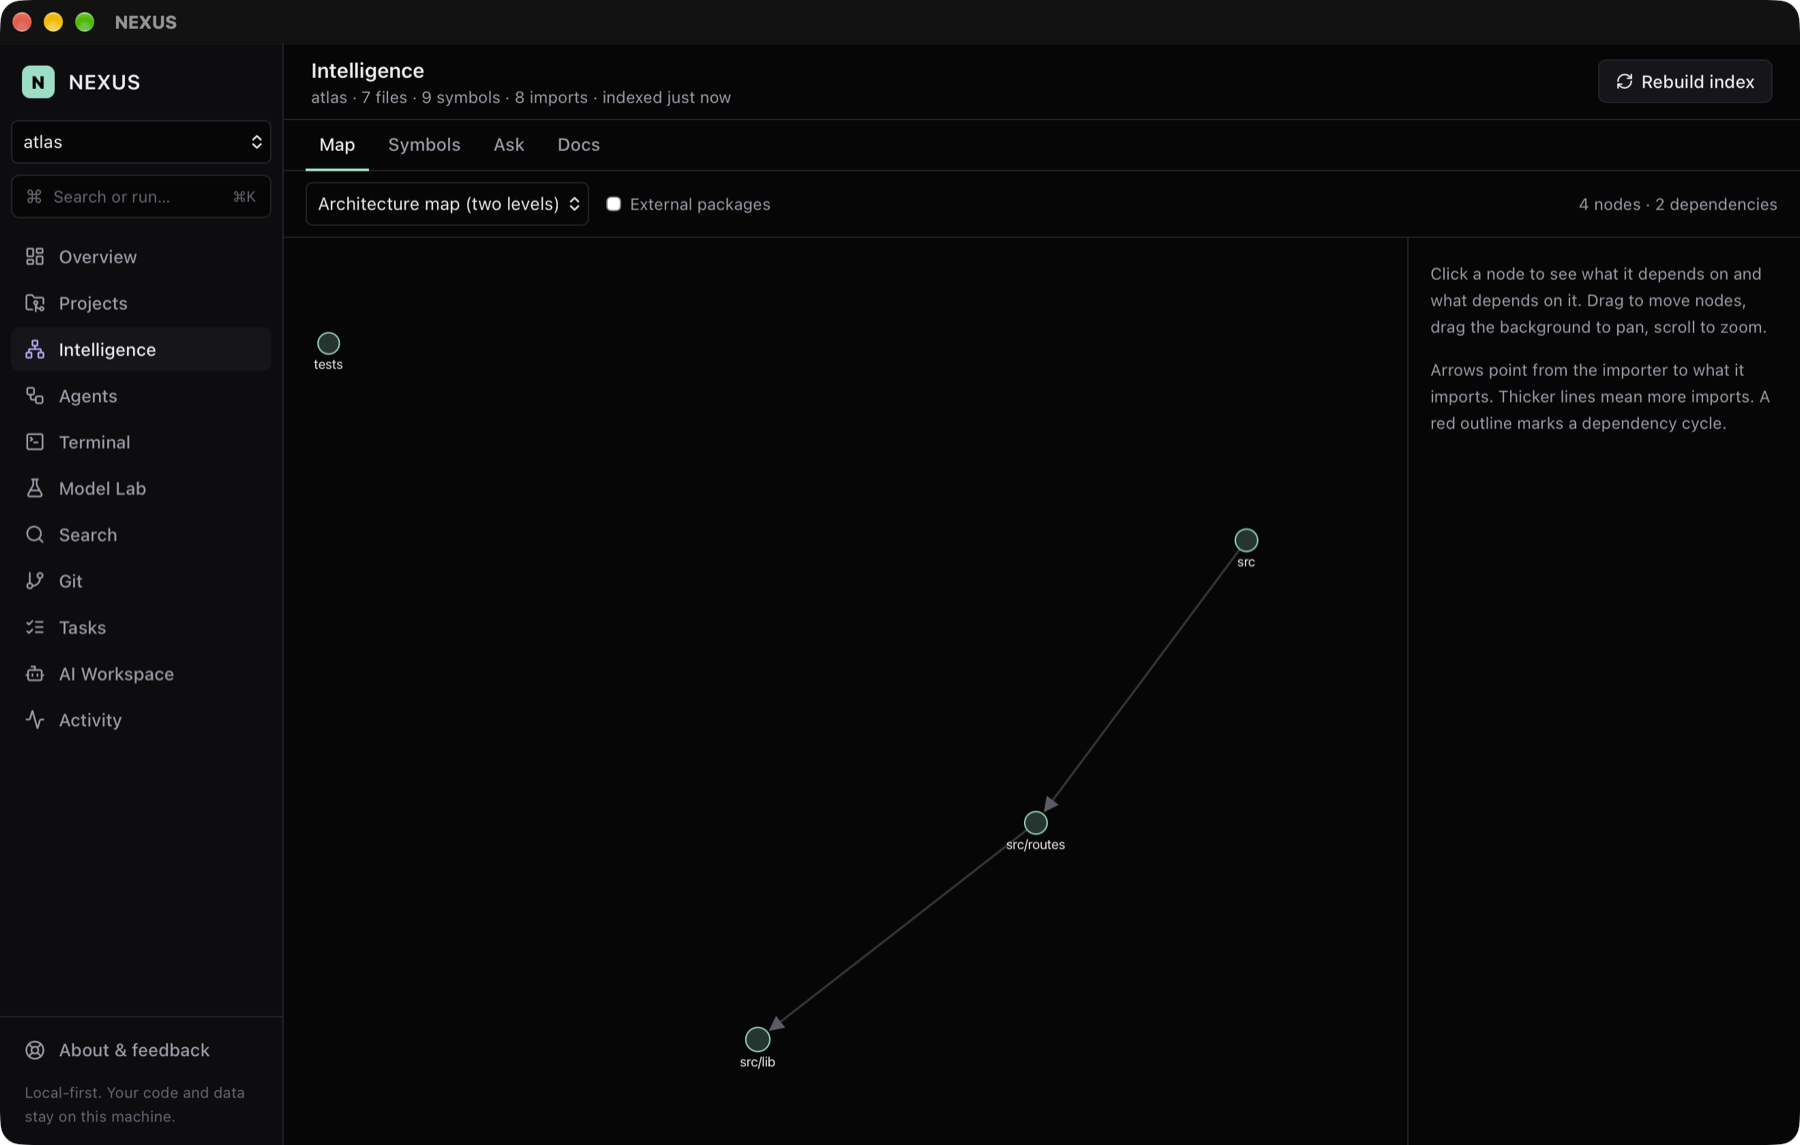 NEXUS
N NEXUS
atlas
⌘ Search or run... ⌘K
Overview
Projects
Intelligence
Agents
Terminal
Model Lab
Search
Git
Tasks
AI Workspace
Activity
About & feedback
Local-first. Your code and data
stay on this machine.
Intelligence
atlas · 7 files · 9 symbols · 8 imports · indexed just now
Rebuild index
Map Symbols Ask Docs
Architecture map (two levels) External packages
4 nodes · 2 dependencies
tests
src
src/routes
src/lib
Click a node to see what it depends on and
what depends on it. Drag to move nodes,
drag the background to pan, scroll to zoom.
Arrows point from the importer to what it
imports. Thicker lines mean more imports. A
red outline marks a dependency cycle.